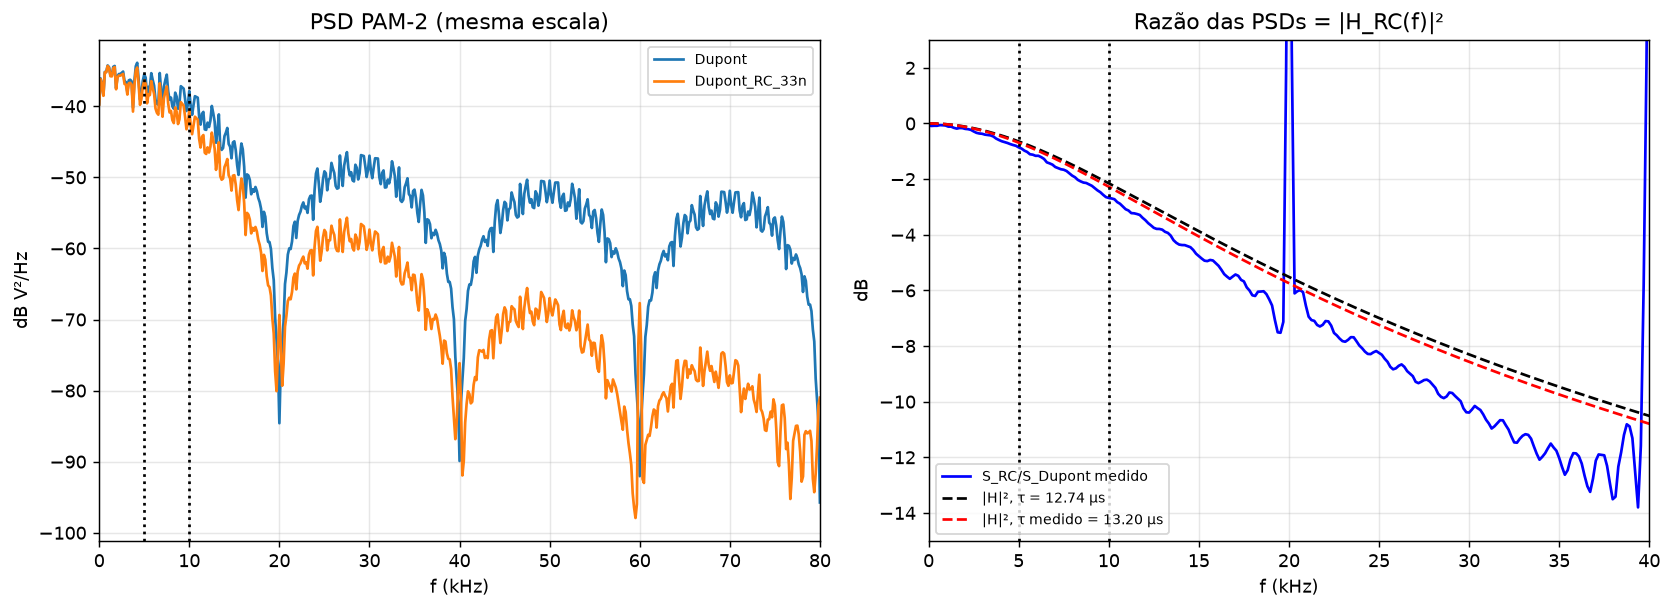 PSD PAM-2 (mesma escala)
dB V²/Hz
−40
−50
−60
−70
−80
−90
−100
Dupont
Dupont_RC_33n
0 10 20 30 40 50 60 70 80
f (kHz)
Razão das PSDs = |H_RC(f)|²
dB
2
0
−2
−4
−6
−8
−10
−12
−14
S_RC/S_Dupont medido
|H|², τ = 12.74 µs
|H|², τ medido = 13.20 µs
0 5 10 15 20 25 30 35 40
f (kHz)